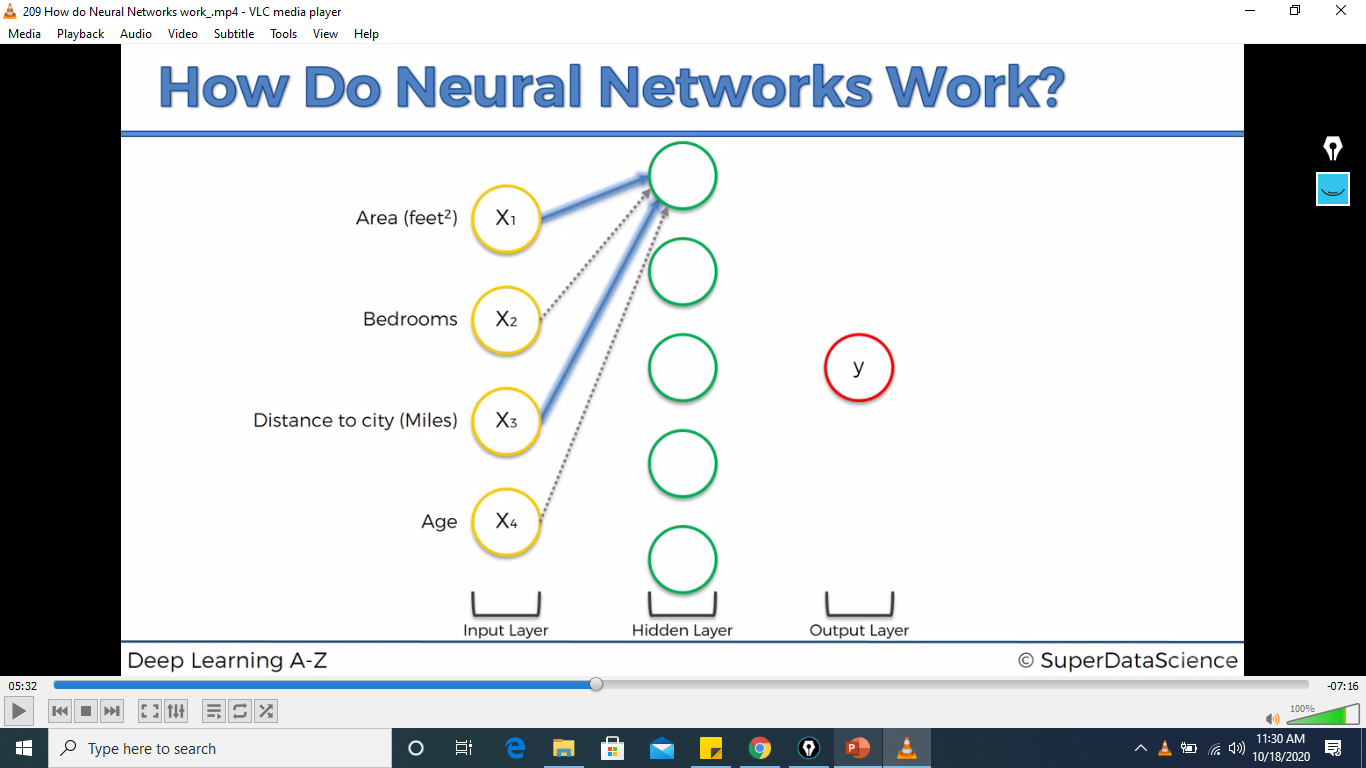 209 How do Neural Networks work_.mp4 - VLC media player
Media Playback Audio Video Subtitle Tools View Help
How Do Neural Networks Work?
Area (feet²) X₁
Bedrooms X₂
Distance to city (Miles) X₃
Age X₄
y
Input Layer Hidden Layer Output Layer
Deep Learning A-Z © SuperDataScience
05:32 -07:16
100%
Type here to search
11:30 AM
10/18/2020